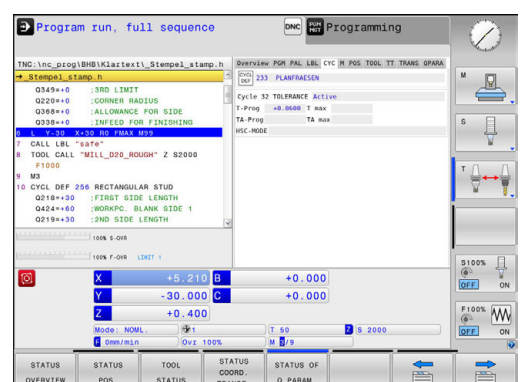 Program run, full sequence
DNC
PGM NOT
Programming
TNC:\nc_prog\BHB\Klartext\_Stempel_stamp.h
→_Stempel_stamp.h
Q349=+0 ;3RD LIMIT
Q220=+0 ;CORNER RADIUS
Q368=+0 ;ALLOWANCE FOR SIDE
Q338=+0 ;INFEED FOR FINISHING
6 L Y-30 X+30 R0 FMAX M99
7 CALL LBL "safe"
8 TOOL CALL "MILL_D20_ROUGH" Z S2000
F1000
9 M3
10 CYCL DEF 256 RECTANGULAR STUD
Q218=+30 ;FIRST SIDE LENGTH
Q424=+60 ;WORKPC. BLANK SIDE 1
Q219=+30 ;2ND SIDE LENGTH
Overview PGM PAL LBL CYC M POS TOOL TT TRANS QPARA
CYCL DEF 233 PLANFRAESEN
Cycle 32 TOLERANCE Active
T-Prog +0.0600 T max
TA-Prog TA max
HSC-MODE
100% S-OVR
100% F-OVR LIMIT 1
X +5.210 B +0.000
Y -30.000 C +0.000
Z +0.400
Mode: NOML. 1 T 50 Z S 2000
F 0mm/min Ovr 100% M 5/9
M
S
T
S100%
OFF ON
F100%
OFF ON
STATUS OVERVIEW
STATUS POS.
TOOL STATUS
STATUS COORD.
STATUS OF Q PARAM.